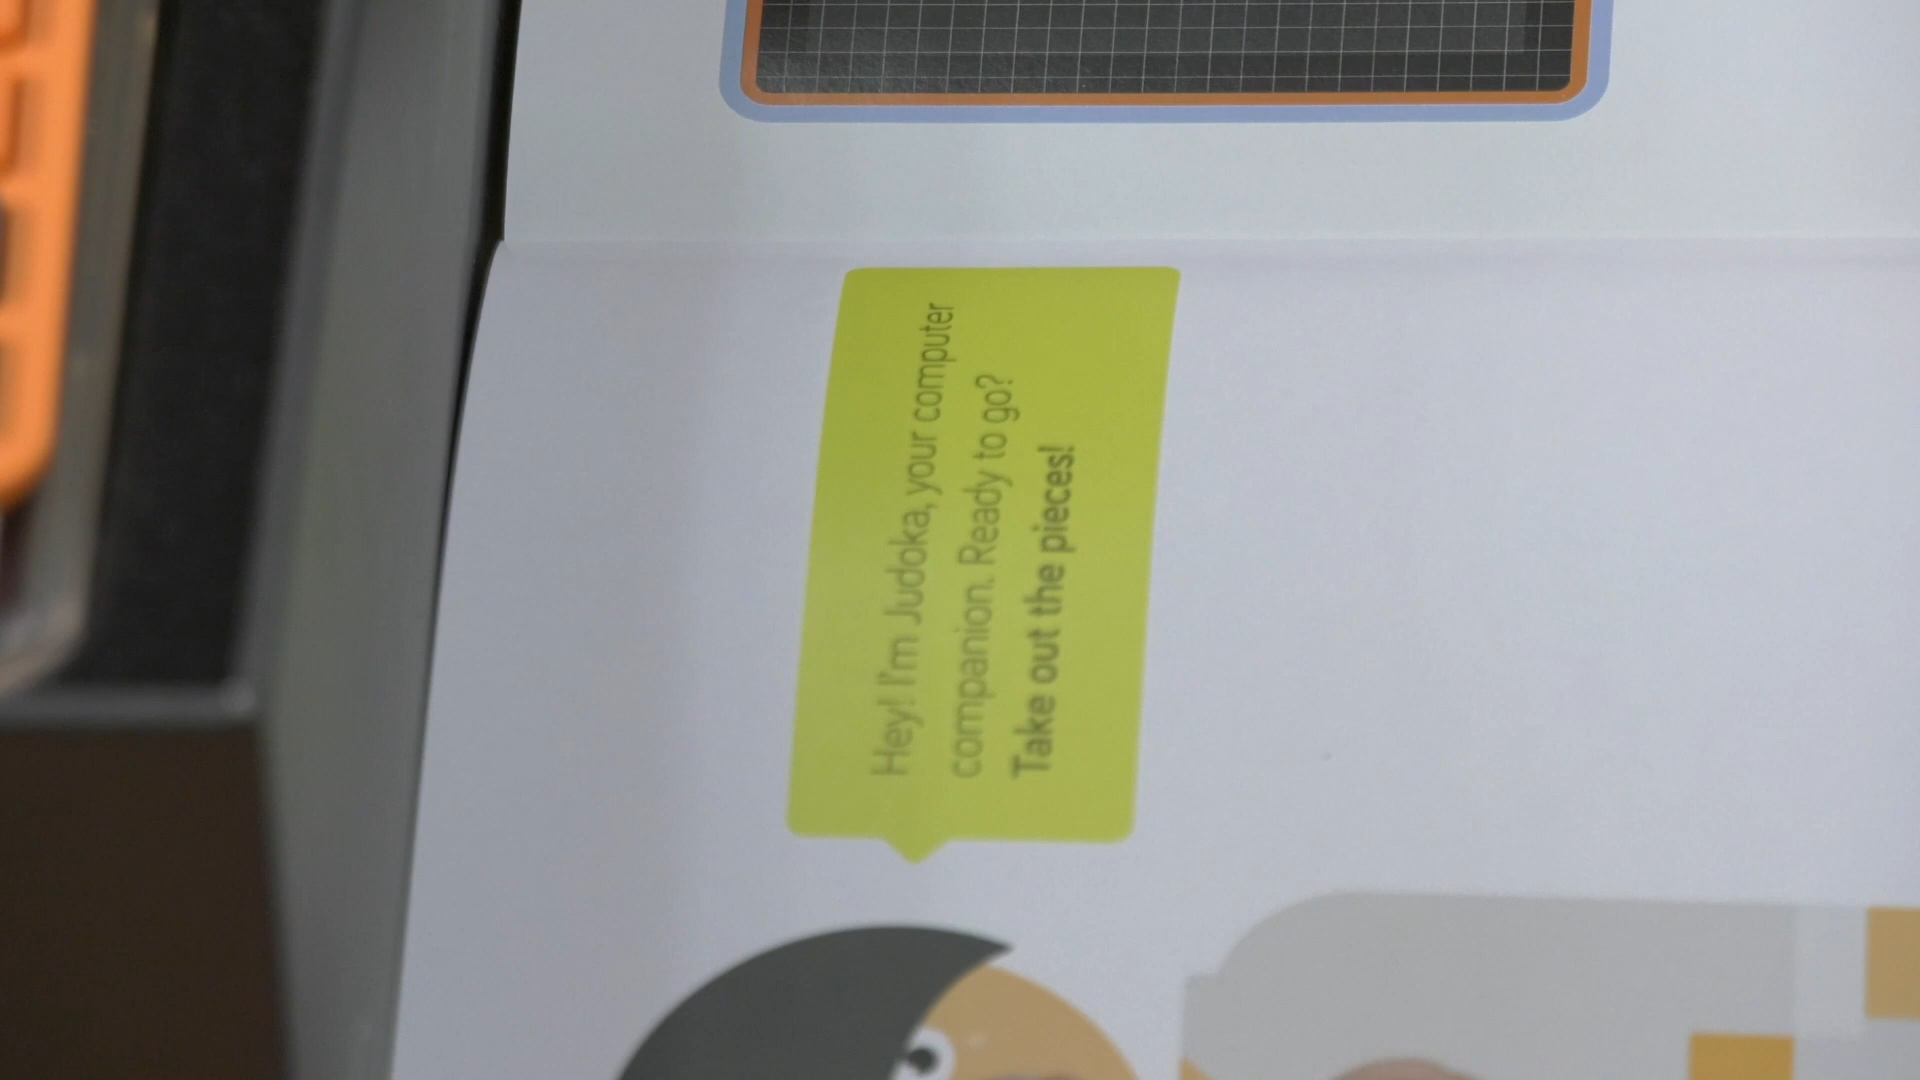 Hey! I'm Judoka, your computer
companion. Ready to go?
Take out the pieces!